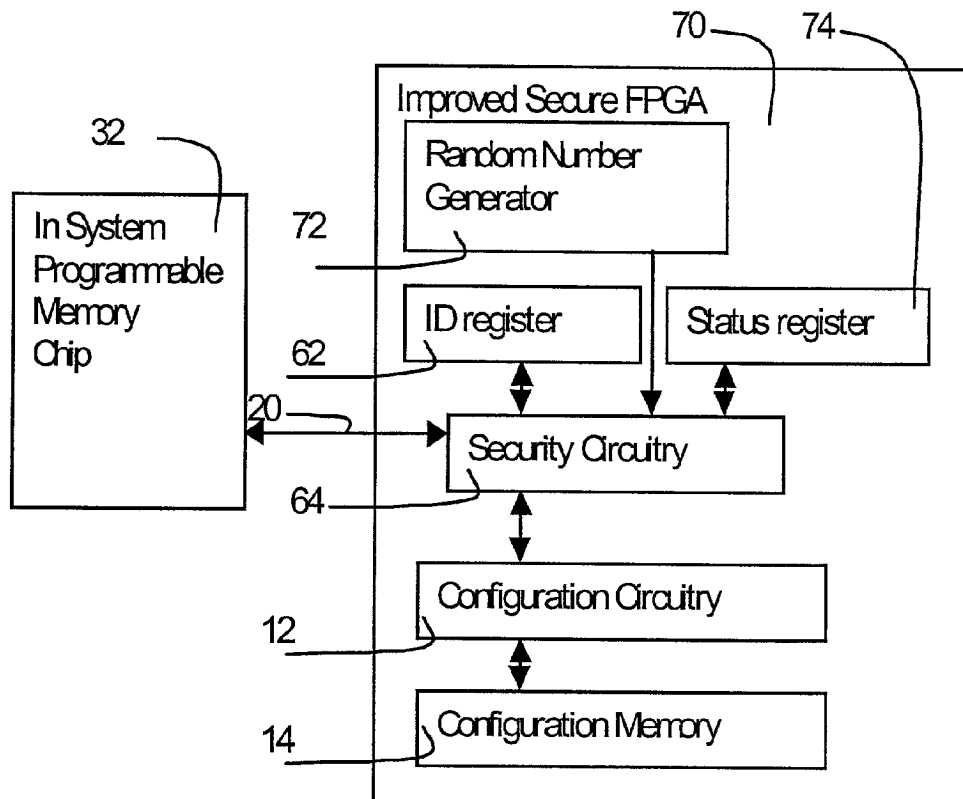 70
74
Improved Secure FPGA
32
Random Number
Generator
In System
Programmable
Memory
Chip
72
ID register
Status register
62
20
Security Circuitry
64
Configuration Circuitry
12
Configuration Memory
14